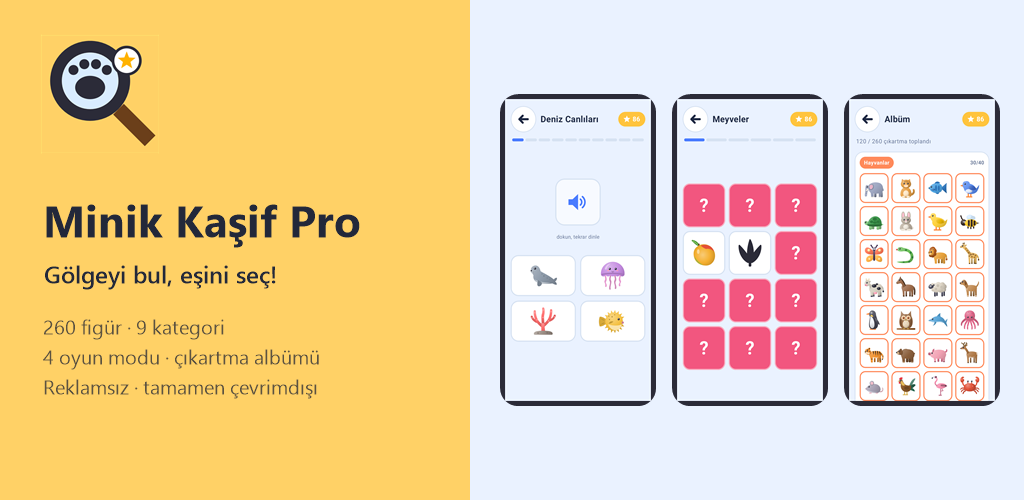 Minik Kaşif Pro
Gölgeyi bul, eşini seç!
260 figür · 9 kategori
4 oyun modu · çıkartma albümü
Reklamsız · tamamen çevrimdışı
Deniz Canlıları
86
dokun, tekrar dinle
Meyveler
86
? ? ?
?
? ? ?
? ? ?
Albüm
86
120 / 260 çıkartma toplandı
Hayvanlar
30/40